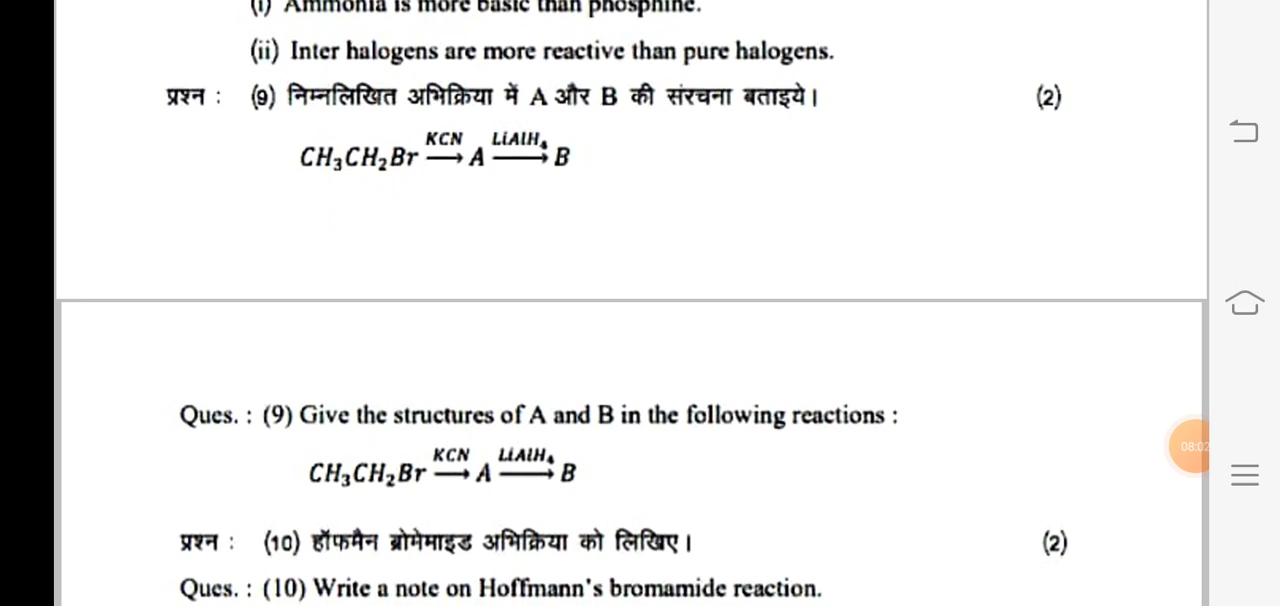 (i) Ammonia is more basic than phosphine.
(ii) Inter halogens are more reactive than pure halogens.
प्रश्न : (9) निम्नलिखित अभिक्रिया में A और B की संरचना बताइये। (2)
CH₃CH₂Br —KCN→ A —LiAlH₄→ B
Ques. : (9) Give the structures of A and B in the following reactions :
CH₃CH₂Br —KCN→ A —LiAlH₄→ B
08:02
प्रश्न : (10) हॉफमैन ब्रोमेमाइड अभिक्रिया को लिखिए। (2)
Ques. : (10) Write a note on Hoffmann's bromamide reaction.